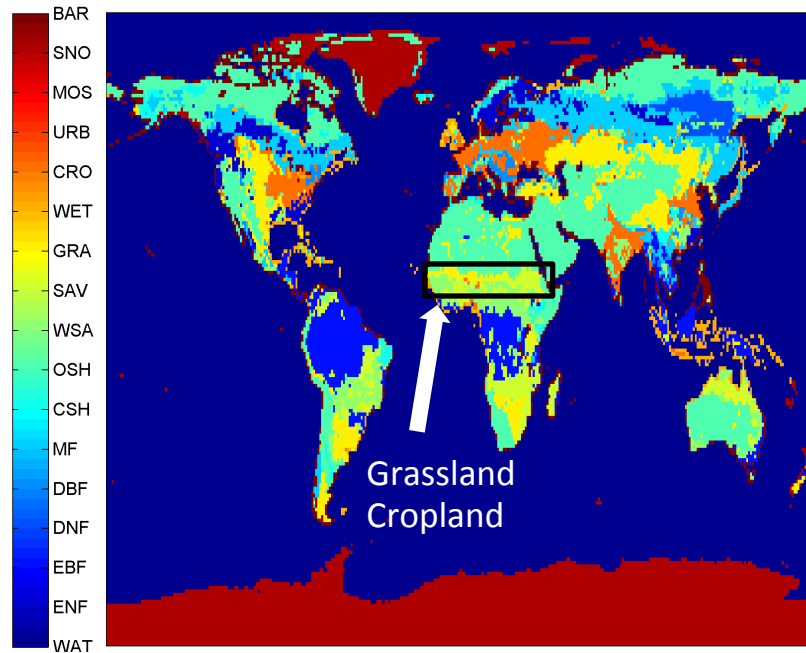 BAR
SNO
MOS
URB
CRO
WET
GRA
SAV
WSA
OSH
CSH
MF
DBF
DNF
EBF
ENF
WAT
Grassland
Cropland